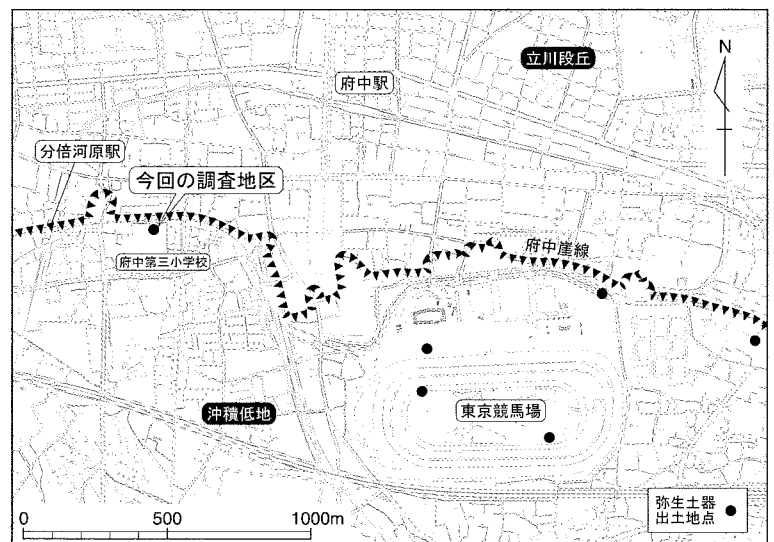 立川段丘
N
府中駅
分倍河原駅
今回の調査地区
府中崖線
府中第三小学校
沖積低地
東京競馬場
弥生土器
出土地点
0 500 1000m